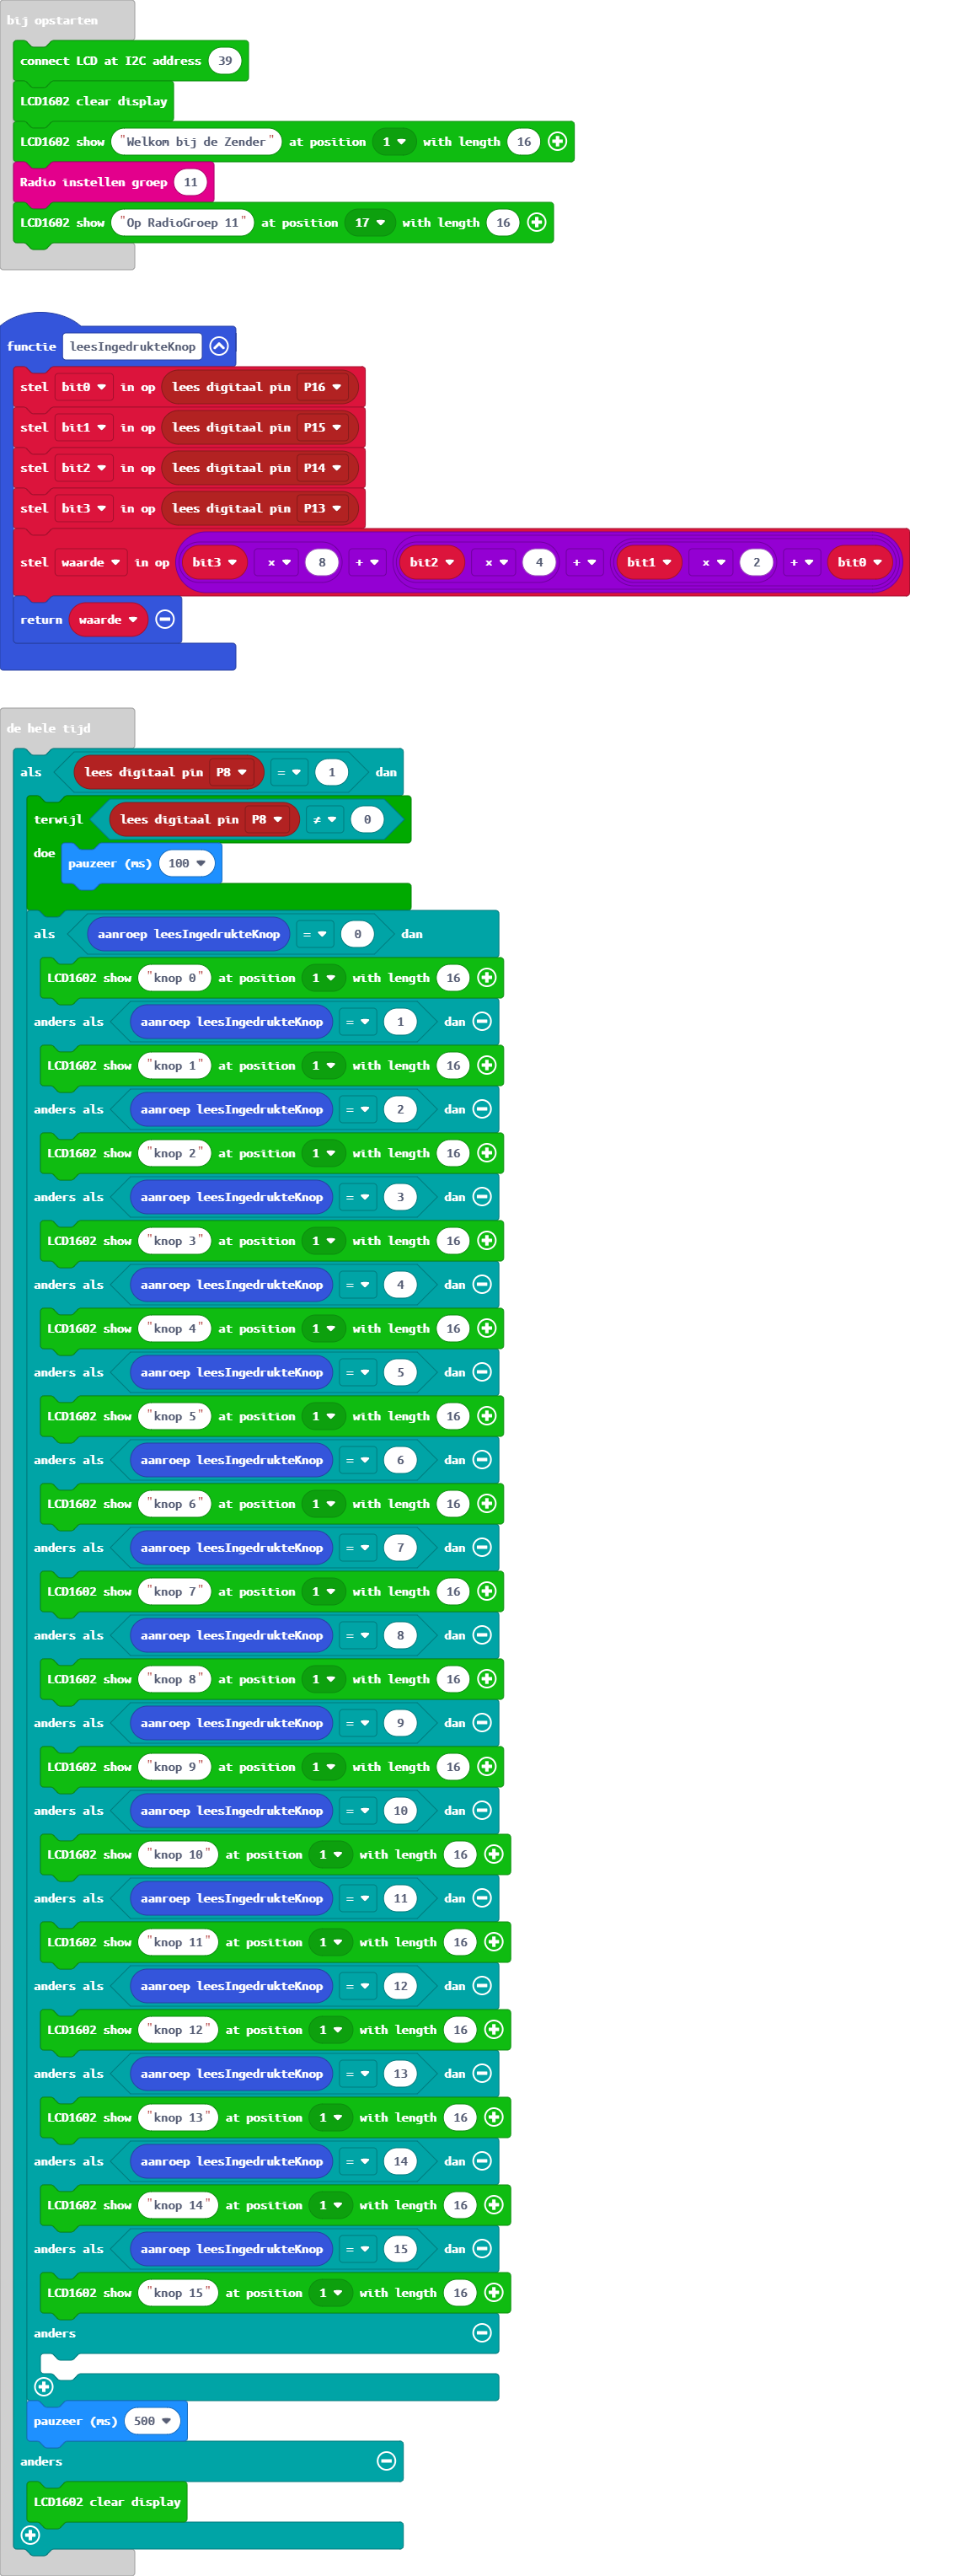 bij opstarten
connect LCD at I2C address 39
LCD1602 clear display
LCD1602 show "Welkom bij de Zender" at position 1 with length 16
Radio instellen groep 11
LCD1602 show "Op RadioGroep 11" at position 17 with length 16
functie leesIngedrukteKnop
stel bit0 in op lees digitaal pin P16
stel bit1 in op lees digitaal pin P15
stel bit2 in op lees digitaal pin P14
stel bit3 in op lees digitaal pin P13
stel waarde in op bit3 × 8 + bit2 × 4 + bit1 × 2 + bit0
return waarde
de hele tijd
als lees digitaal pin P8 = 1 dan
terwijl lees digitaal pin P8 ≠ 0
doe pauzeer (ms) 100
als aanroep leesIngedrukteKnop = 0 dan
LCD1602 show "knop 0" at position 1 with length 16
anders als aanroep leesIngedrukteKnop = 1 dan
LCD1602 show "knop 1" at position 1 with length 16
anders als aanroep leesIngedrukteKnop = 2 dan
LCD1602 show "knop 2" at position 1 with length 16
anders als aanroep leesIngedrukteKnop = 3 dan
LCD1602 show "knop 3" at position 1 with length 16
anders als aanroep leesIngedrukteKnop = 4 dan
LCD1602 show "knop 4" at position 1 with length 16
anders als aanroep leesIngedrukteKnop = 5 dan
LCD1602 show "knop 5" at position 1 with length 16
anders als aanroep leesIngedrukteKnop = 6 dan
LCD1602 show "knop 6" at position 1 with length 16
anders als aanroep leesIngedrukteKnop = 7 dan
LCD1602 show "knop 7" at position 1 with length 16
anders als aanroep leesIngedrukteKnop = 8 dan
LCD1602 show "knop 8" at position 1 with length 16
anders als aanroep leesIngedrukteKnop = 9 dan
LCD1602 show "knop 9" at position 1 with length 16
anders als aanroep leesIngedrukteKnop = 10 dan
LCD1602 show "knop 10" at position 1 with length 16
anders als aanroep leesIngedrukteKnop = 11 dan
LCD1602 show "knop 11" at position 1 with length 16
anders als aanroep leesIngedrukteKnop = 12 dan
LCD1602 show "knop 12" at position 1 with length 16
anders als aanroep leesIngedrukteKnop = 13 dan
LCD1602 show "knop 13" at position 1 with length 16
anders als aanroep leesIngedrukteKnop = 14 dan
LCD1602 show "knop 14" at position 1 with length 16
anders als aanroep leesIngedrukteKnop = 15 dan
LCD1602 show "knop 15" at position 1 with length 16
anders
pauzeer (ms) 500
anders
LCD1602 clear display